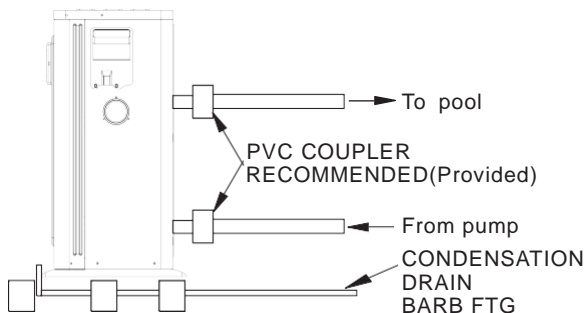 To pool
PVC COUPLER
RECOMMENDED(Provided)
From pump
CONDENSATION
DRAIN
BARB FTG